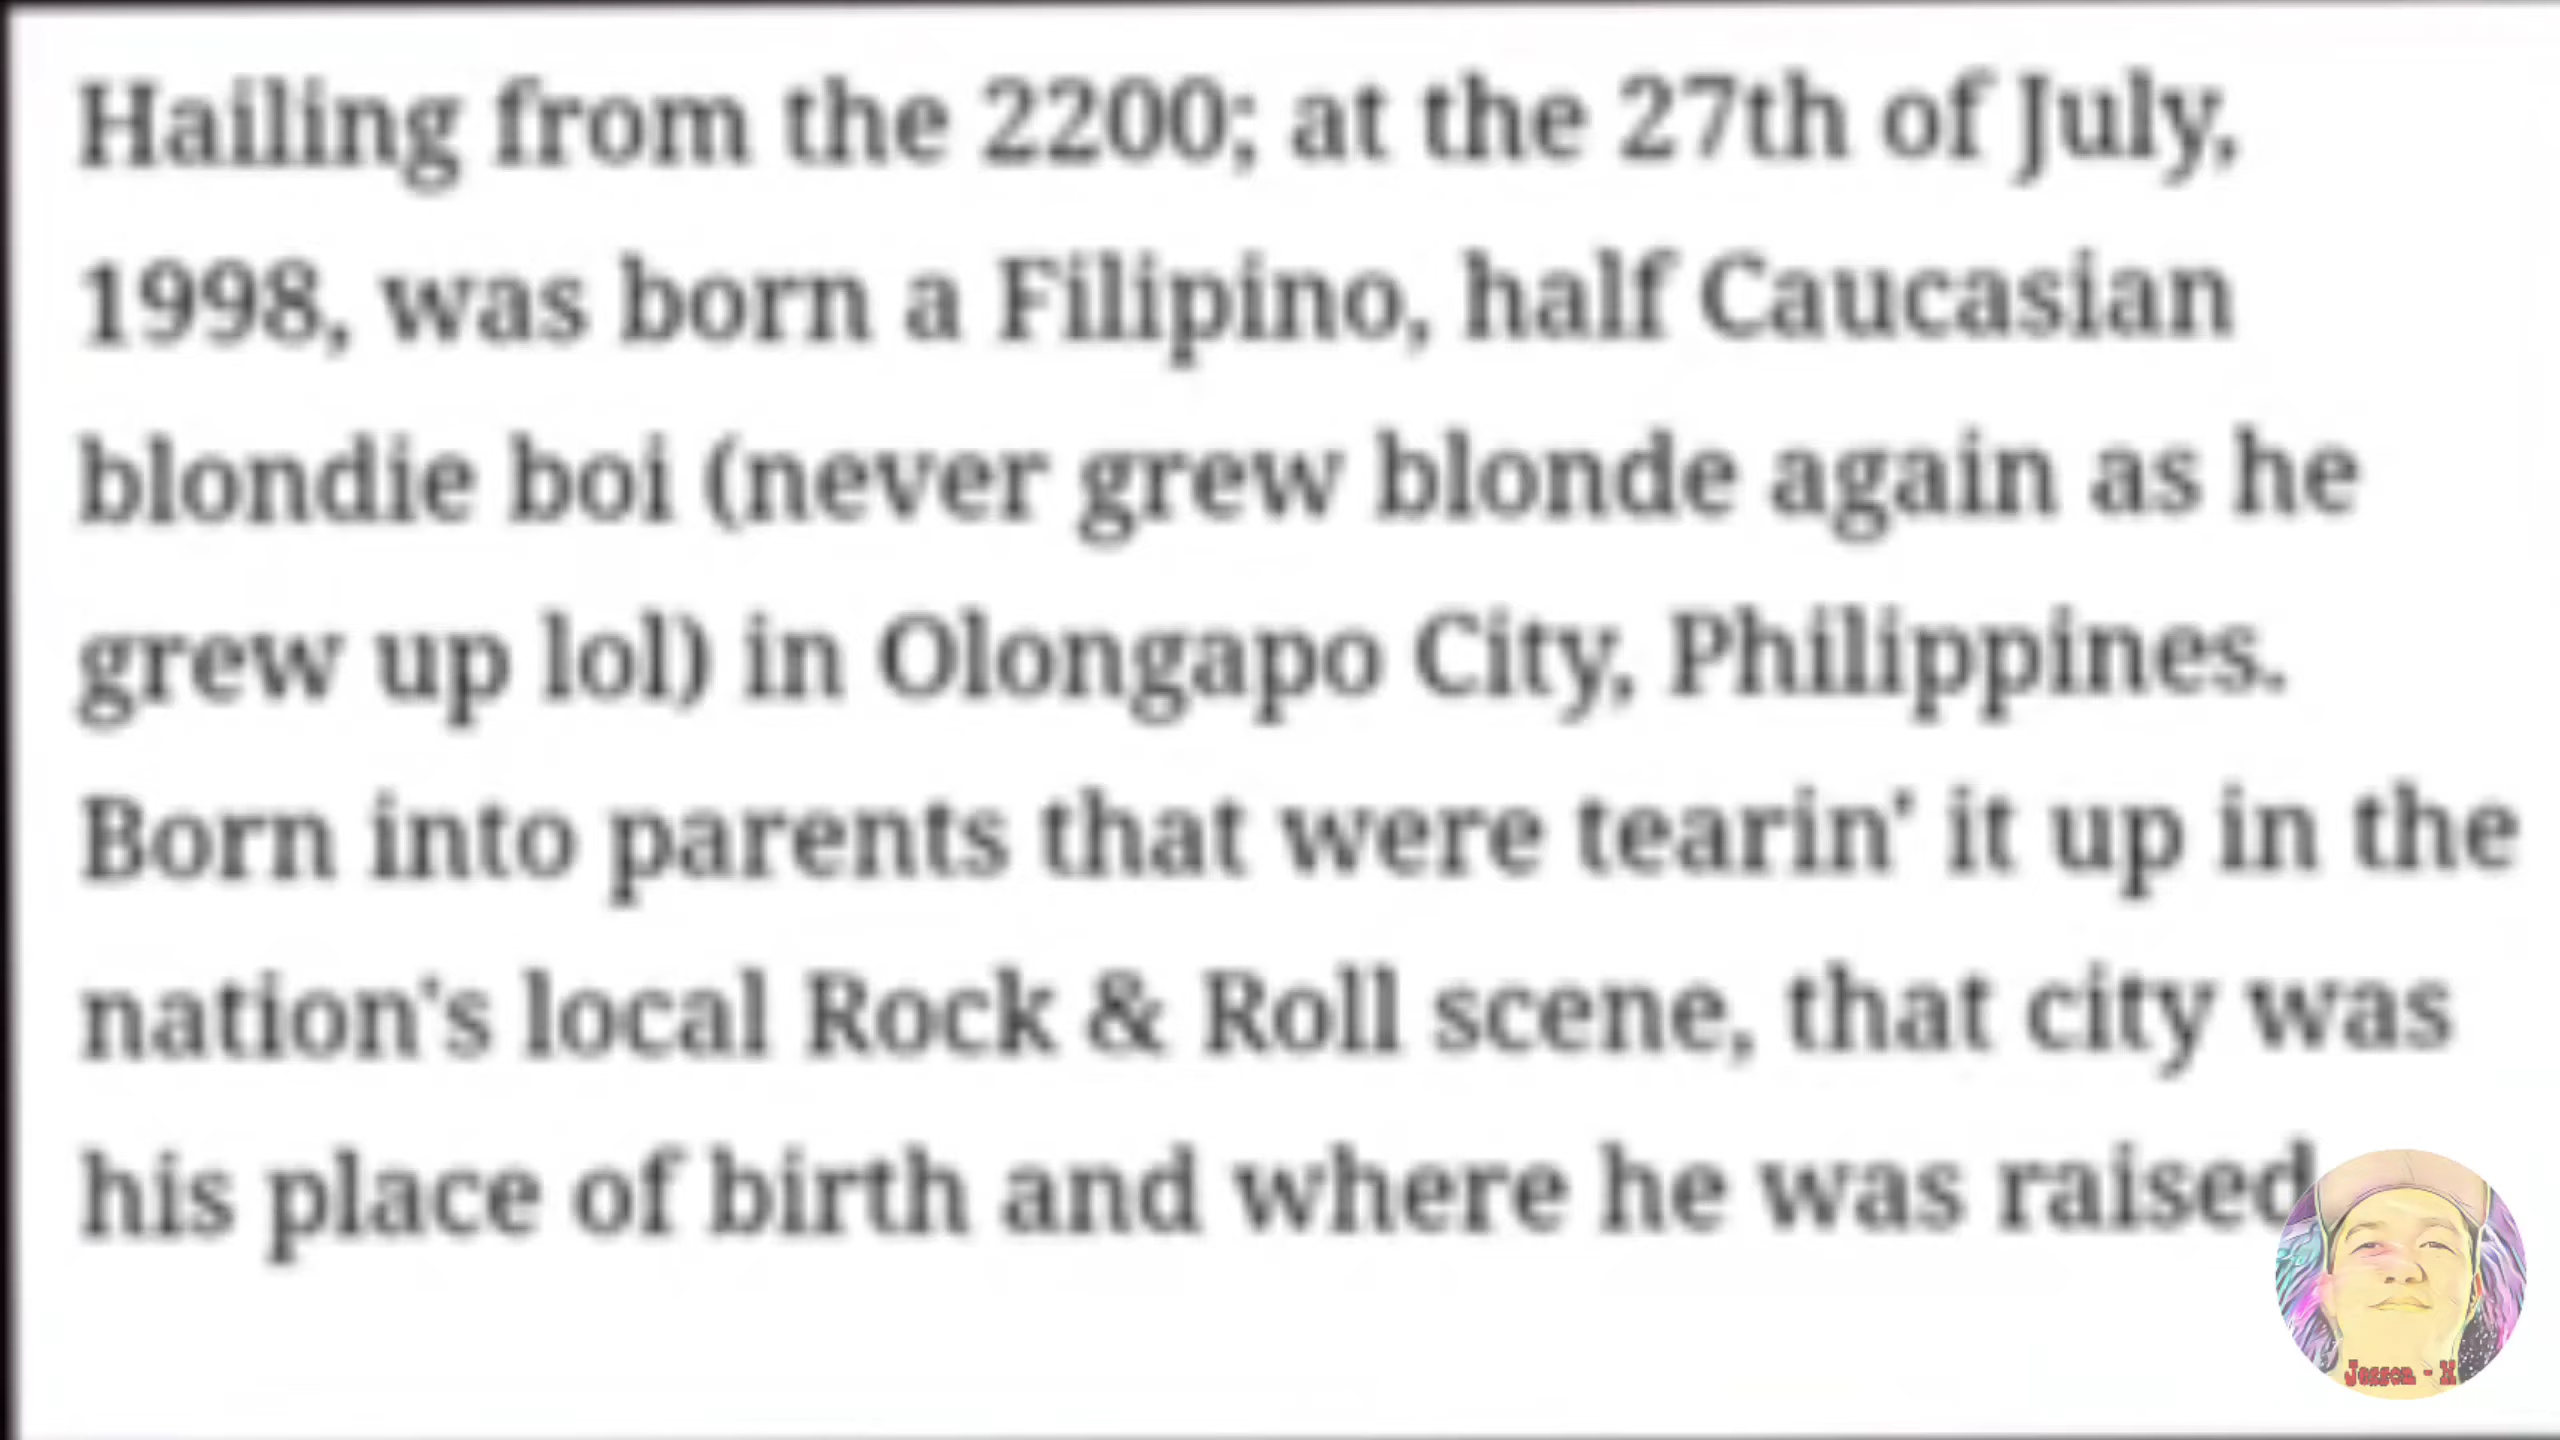 Hailing from the 2200; at the 27th of July,
1998, was born a Filipino, half Caucasian
blondie boi (never grew blonde again as he
grew up lol) in Olongapo City, Philippines.
Born into parents that were tearin' it up in the
nation's local Rock & Roll scene, that city was
his place of birth and where he was raised